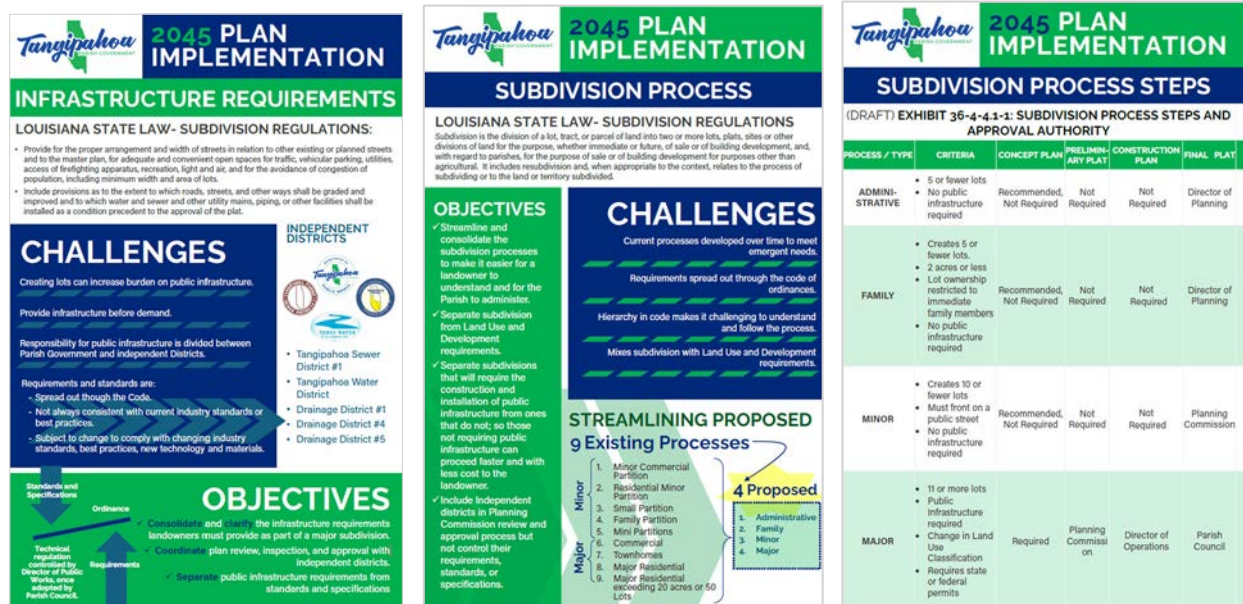 Tangipahoa
PARISH GOVERNMENT
2045 PLAN
IMPLEMENTATION
INFRASTRUCTURE REQUIREMENTS
LOUISIANA STATE LAW- SUBDIVISION REGULATIONS:
• Provide for the proper arrangement and width of streets in relation to other existing or planned streets
and to the master plan, for adequate and convenient open spaces for traffic, vehicular parking, utilities,
access of firefighting apparatus, recreation, light and air, and for the avoidance of congestion of
population, including minimum width and area of lots.
• Include provisions as to the extent to which roads, streets, and other ways shall be graded and
improved and to which water and sewer and other utility mains, piping, or other facilities shall be
installed as a condition precedent to the approval of the plat.
CHALLENGES
Creating lots can increase burden on public infrastructure.
Provide infrastructure before demand.
Responsibility for public infrastructure is divided between
Parish Government and independent Districts.
Requirements and standards are:
- Spread out though the Code.
- Not always consistent with current industry standards or
best practices.
- Subject to change to comply with changing industry
standards, best practices, new technology and materials.
INDEPENDENT
DISTRICTS
Tangipahoa
TANGI WATER
• Tangipahoa Sewer
District #1
• Tangipahoa Water
District
• Drainage District #1
• Drainage District #4
• Drainage District #5
Standards and
Specifications
Ordinance
Technical
regulation
controlled by
Director of Public
Works, once
adopted by
Parish Council.
Requirements
OBJECTIVES
✓ Consolidate and clarify the infrastructure requirements
landowners must provide as part of a major subdivision.
✓ Coordinate plan review, inspection, and approval with
independent districts.
✓ Separate public infrastructure requirements from
standards and specifications
Tangipahoa
PARISH GOVERNMENT
2045 PLAN
IMPLEMENTATION
SUBDIVISION PROCESS
LOUISIANA STATE LAW- SUBDIVISION REGULATIONS
Subdivision is the division of a lot, tract, or parcel of land into two or more lots, plats, sites or other
divisions of land for the purpose, whether immediate or future, of sale or of building development, and,
with regard to parishes, for the purpose of sale or of building development for purposes other than
agricultural. It includes resubdivision and, when appropriate to the context, relates to the process of
subdividing or to the land or territory subdivided.
OBJECTIVES
✓Streamline and
consolidate the
subdivision processes
to make it easier for a
landowner to
understand and for the
Parish to administer.
✓Separate subdivision
from Land Use and
Development
requirements.
✓Separate subdivisions
that will require the
construction and
installation of public
infrastructure from ones
that do not; so those
not requiring public
infrastructure can
proceed faster and with
less cost to the
landowner.
✓Include Independent
districts in Planning
Commission review and
approval process but
not control their
requirements,
standards, or
specifications.
CHALLENGES
Current processes developed over time to meet
emergent needs.
Requirements spread out through the code of
ordinances.
Hierarchy in code makes it challenging to understand
and follow the process.
Mixes subdivision with Land Use and Development
requirements.
STREAMLINING PROPOSED
9 Existing Processes
Minor
1. Minor Commercial
Partition
2. Residential Minor
Partition
3. Small Partition
4. Family Partition
5. Mini Partitions
Major
6. Commercial
7. Townhomes
8. Major Residential
9. Major Residential
exceeding 20 acres or 50
Lots
4 Proposed
1. Administrative
2. Family
3. Minor
4. Major
Tangipahoa
PARISH GOVERNMENT
2045 PLAN
IMPLEMENTATION
SUBDIVISION PROCESS STEPS
(DRAFT) EXHIBIT 36-4-4.1-1: SUBDIVISION PROCESS STEPS AND
APPROVAL AUTHORITY
PROCESS / TYPE CRITERIA CONCEPT PLAN PRELIMIN-ARY PLAT CONSTRUCTION PLAN FINAL PLAT
ADMINI-
STRATIVE
• 5 or fewer lots
• No public
infrastructure
required
Recommended,
Not Required
Not
Required
Not
Required
Director of
Planning
FAMILY
• Creates 5 or
fewer lots.
• 2 acres or less
• Lot ownership
restricted to
immediate
family members
• No public
infrastructure
required
Recommended,
Not Required
Not
Required
Not
Required
Director of
Planning
MINOR
• Creates 10 or
fewer lots
• Must front on a
public street
• No public
infrastructure
required
Recommended,
Not Required
Not
Required
Not
Required
Planning
Commission
MAJOR
• 11 or more lots
• Public
Infrastructure
required
• Change in Land
Use
Classification
• Requires state
or federal
permits
Required
Planning
Commissi
on
Director of
Operations
Parish
Council